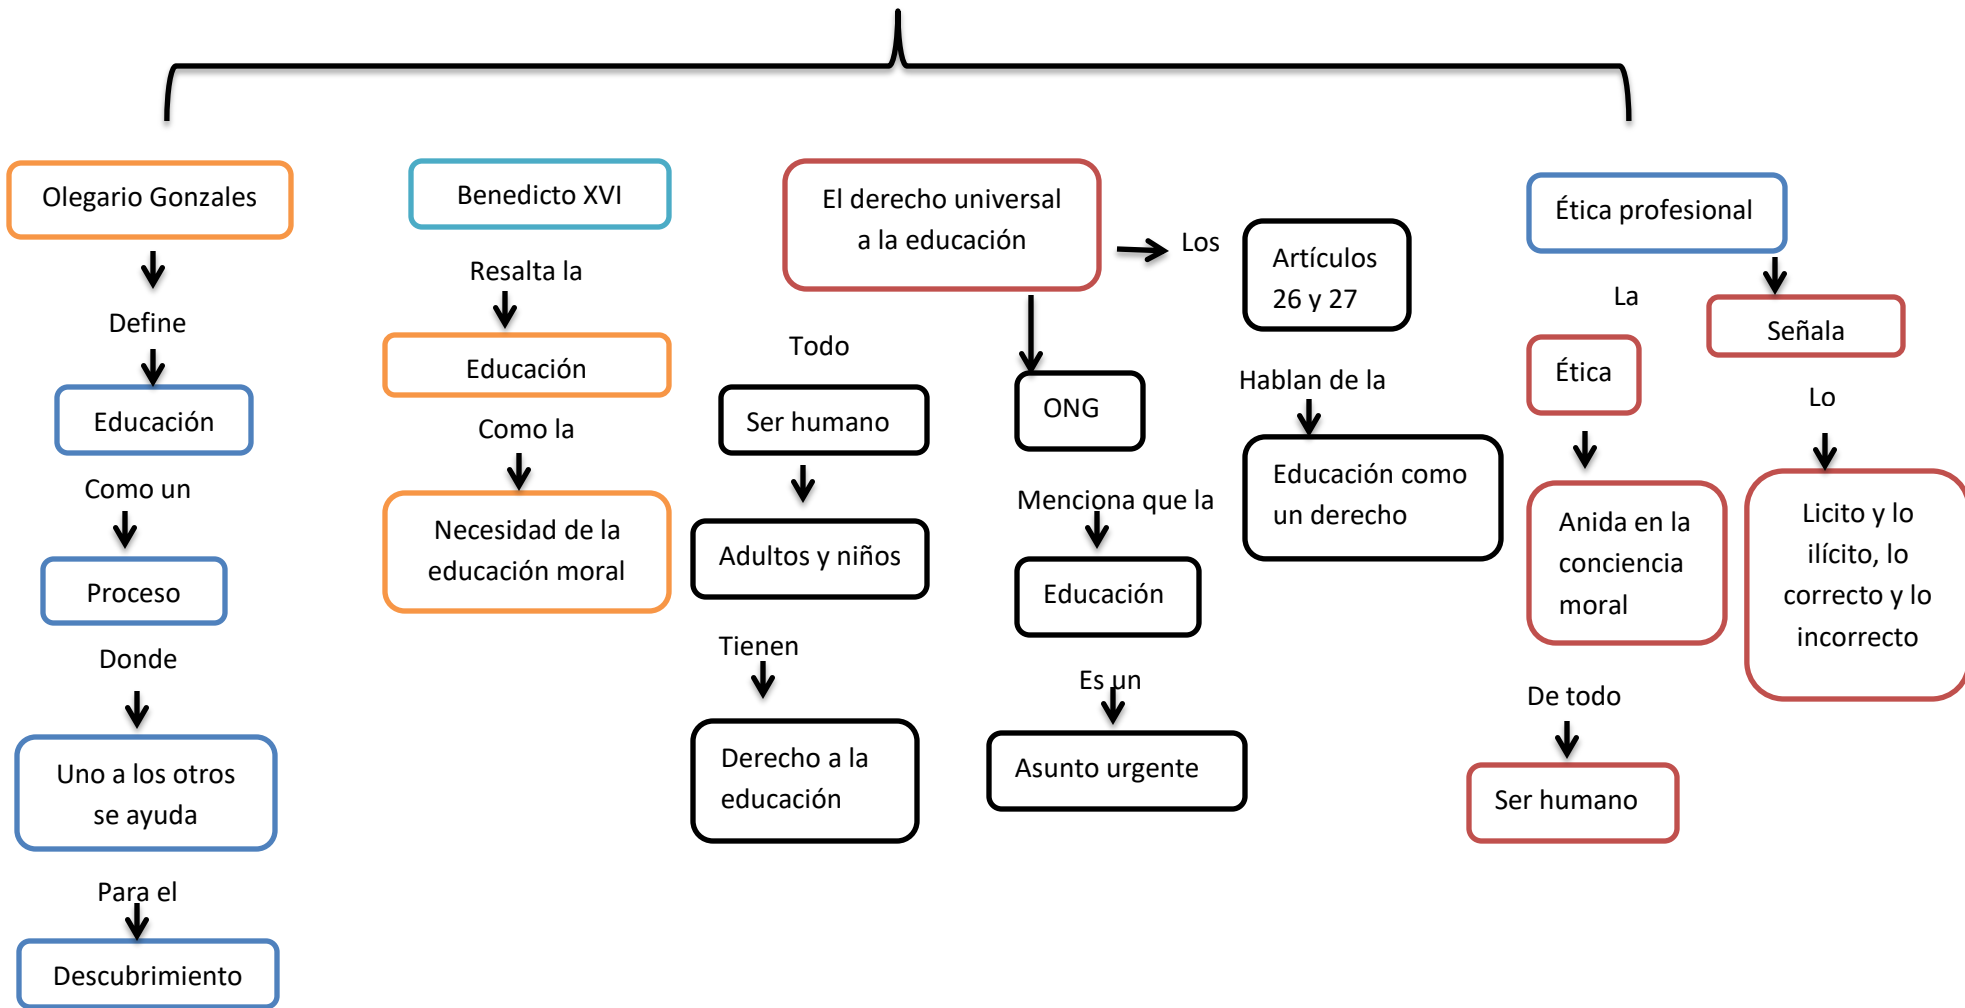 Olegario Gonzales
Define
Educación
Como un
Proceso
Donde
Uno a los otros
se ayuda
Para el
Descubrimiento
Benedicto XVI
Resalta la
Educación
Como la
Necesidad de la
educación moral
El derecho universal
a la educación
Todo
Ser humano
Adultos y niños
Tienen
Derecho a la
educación
ONG
Menciona que la
Educación
Es un
Asunto urgente
Los
Artículos
26 y 27
Hablan de la
Educación como
un derecho
Ética profesional
La
Ética
Anida en la
conciencia
moral
De todo
Ser humano
Señala
Lo
Licito y lo
ilícito, lo
correcto y lo
incorrecto